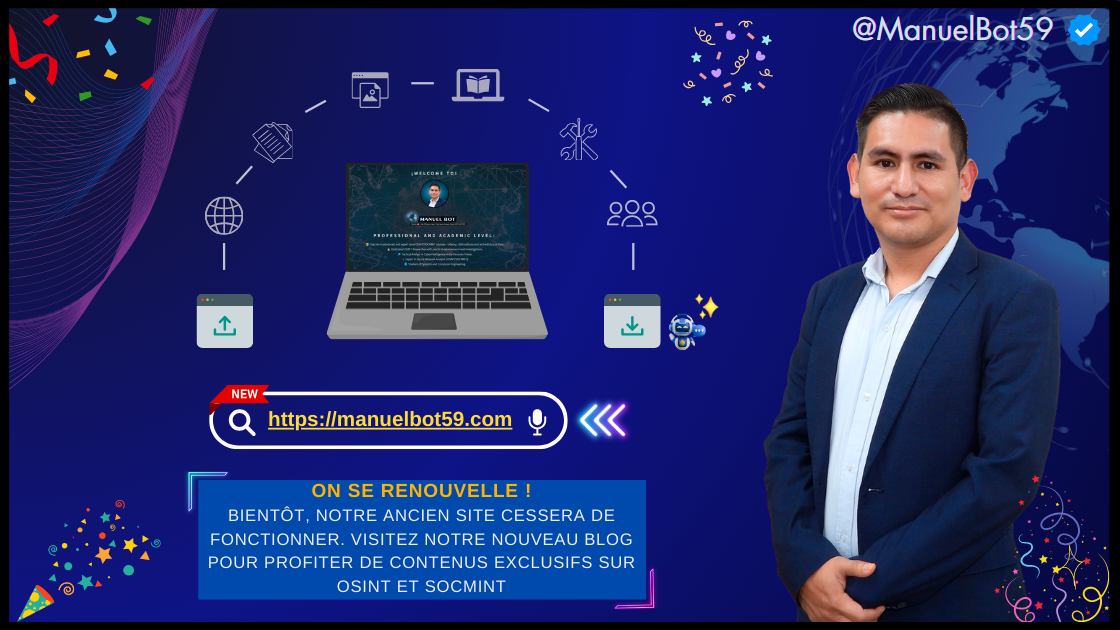 @ManuelBot59
¡WELCOME TO!
MANUEL BOT
PROFESSIONAL AND ACADEMIC LEVEL:
NEW
https://manuelbot59.com
ON SE RENOUVELLE !
BIENTÔT, NOTRE ANCIEN SITE CESSERA DE
FONCTIONNER. VISITEZ NOTRE NOUVEAU BLOG
POUR PROFITER DE CONTENUS EXCLUSIFS SUR
OSINT ET SOCMINT